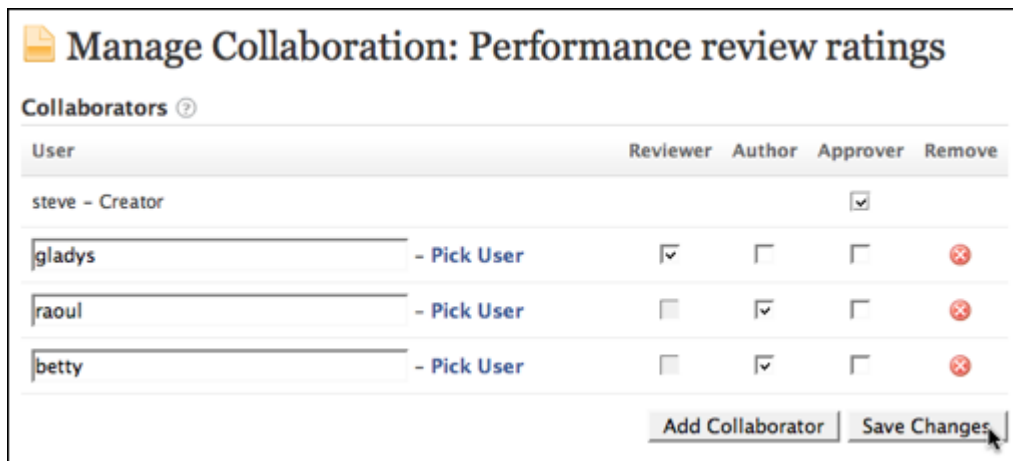 Manage Collaboration: Performance review ratings
Collaborators ?
User Reviewer Author Approver Remove
steve – Creator
gladys – Pick User
raoul – Pick User
betty – Pick User
Add Collaborator Save Changes